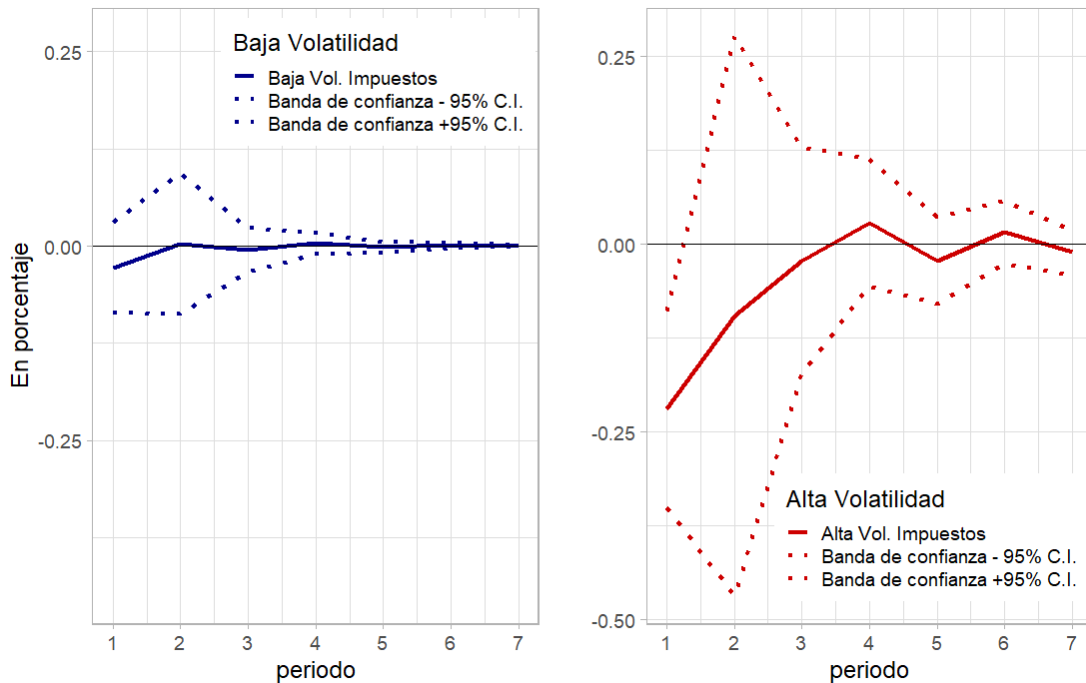 En porcentaje
0.25
0.00
-0.25
Baja Volatilidad
Baja Vol. Impuestos
Banda de confianza - 95% C.I.
Banda de confianza +95% C.I.
1 2 3 4 5 6 7
periodo
0.25
0.00
-0.25
-0.50
Alta Volatilidad
Alta Vol. Impuestos
Banda de confianza - 95% C.I.
Banda de confianza +95% C.I.
1 2 3 4 5 6 7
periodo